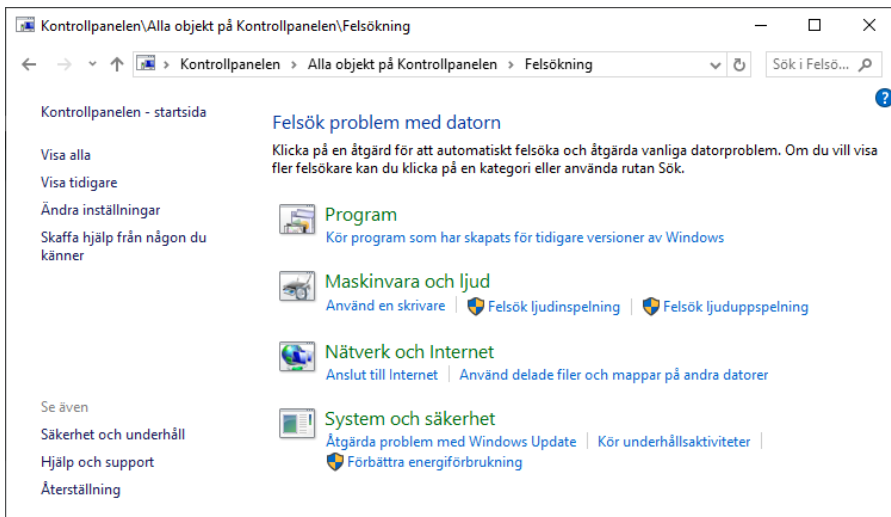 Kontrollpanelen\Alla objekt på Kontrollpanelen\Felsökning
Kontrollpanelen > Alla objekt på Kontrollpanelen > Felsökning
Sök i Felsö...
Kontrollpanelen - startsida
Visa alla
Visa tidigare
Ändra inställningar
Skaffa hjälp från någon du
känner
Felsök problem med datorn
Klicka på en åtgärd för att automatiskt felsöka och åtgärda vanliga datorproblem. Om du vill visa
fler felsökare kan du klicka på en kategori eller använda rutan Sök.
Program
Kör program som har skapats för tidigare versioner av Windows
Maskinvara och ljud
Använd en skrivare | Felsök ljudinspelning | Felsök ljuduppspelning
Nätverk och Internet
Anslut till Internet | Använd delade filer och mappar på andra datorer
System och säkerhet
Åtgärda problem med Windows Update | Kör underhållsaktiviteter |
Förbättra energiförbrukning
Se även
Säkerhet och underhåll
Hjälp och support
Återställning